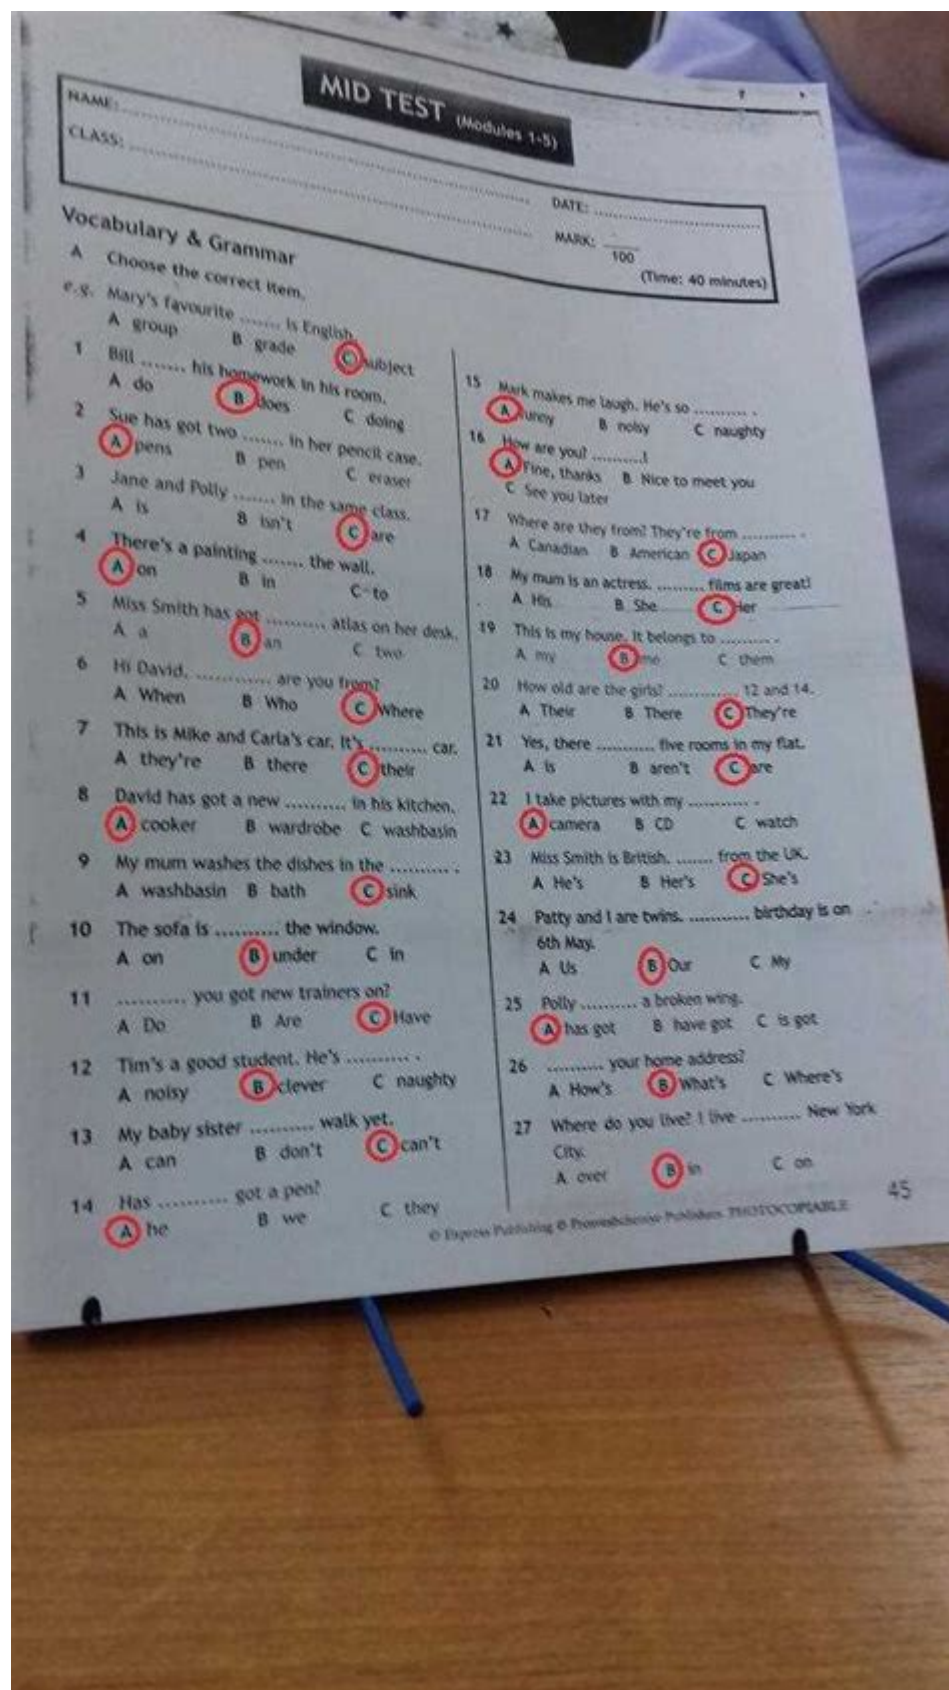 MID TEST (Modules 1-5)
NAME: ..........
CLASS: ..........
DATE: ..........
MARK: ____
100
(Time: 40 minutes)
Vocabulary & Grammar
A Choose the correct item.
e.g. Mary's favourite ....... is English.
A group B grade C subject
1 Bill ....... his homework in his room.
A do B does C doing
2 Sue has got two ....... in her pencil case.
A pens B pen C eraser
3 Jane and Polly ....... in the same class.
A is B isn't C are
4 There's a painting ....... the wall.
A on B in C to
5 Miss Smith has got .......... atlas on her desk.
A a B an C two
6 Hi David, ............ are you from?
A When B Who C Where
7 This is Mike and Carla's car. It's .......... car.
A they're B there C their
8 David has got a new .......... in his kitchen.
A cooker B wardrobe C washbasin
9 My mum washes the dishes in the .......... .
A washbasin B bath C sink
10 The sofa is .......... the window.
A on B under C in
11 .......... you got new trainers on?
A Do B Are C Have
12 Tim's a good student. He's .......... .
A noisy B clever C naughty
13 My baby sister .......... walk yet.
A can B don't C can't
14 Has .......... got a pen?
A he B we C they
15 Mark makes me laugh. He's so .......... .
A funny B noisy C naughty
16 How are you? ..........!
A Fine, thanks B Nice to meet you
C See you later
17 Where are they from? They're from .......... .
A Canadian B American C Japan
18 My mum is an actress. ......... films are great!
A His B She C Her
19 This is my house. It belongs to .......... .
A my B me C them
20 How old are the girls? ............ 12 and 14.
A Their B There C They're
21 Yes, there .......... five rooms in my flat.
A is B aren't C are
22 I take pictures with my ........... .
A camera B CD C watch
23 Miss Smith is British. ....... from the UK.
A He's B Her's C She's
24 Patty and I are twins. ........... birthday is on
6th May.
A Us B Our C My
25 Polly .......... a broken wing.
A has got B have got C is got
26 .......... your home address?
A How's B What's C Where's
27 Where do you live? I live .......... New York
City.
A over B in C on
© Express Publishing & Prosveshcheniye Publishers PHOTOCOPIABLE
45